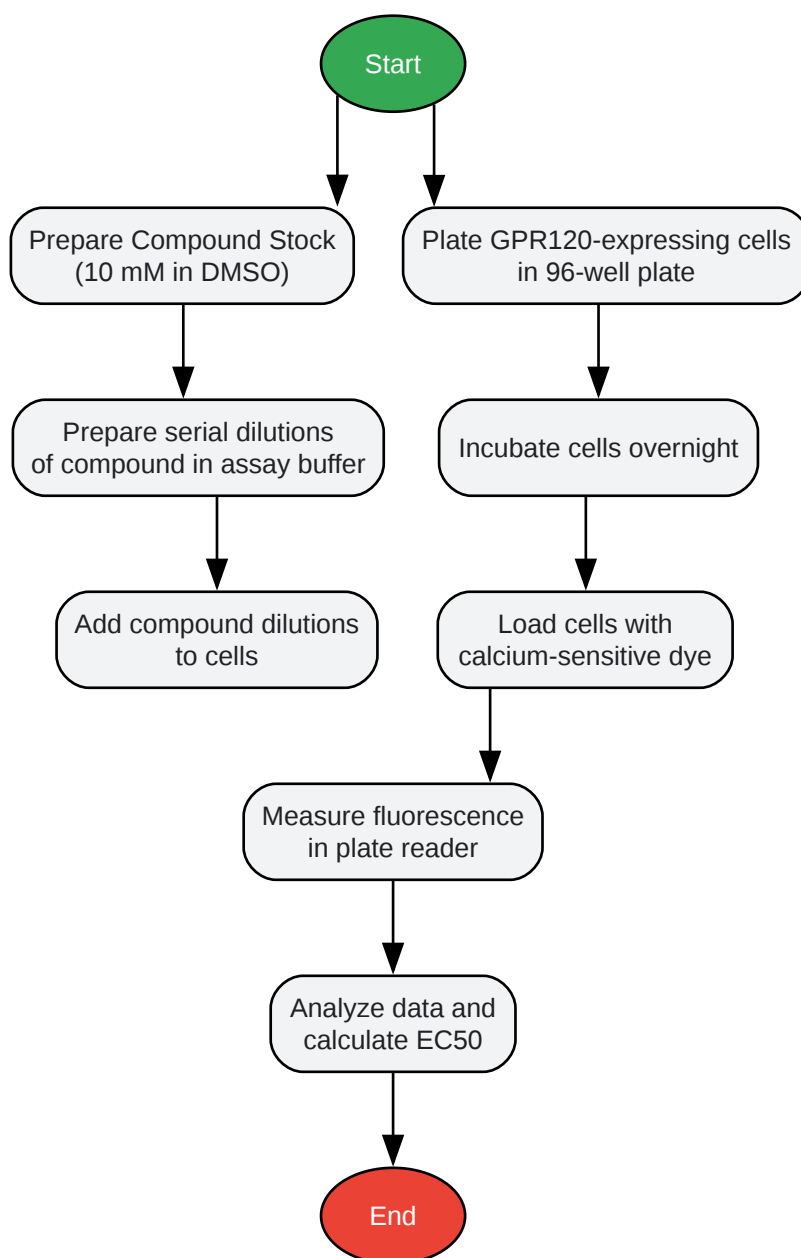 Start
Prepare Compound Stock
(10 mM in DMSO)
Plate GPR120-expressing cells
in 96-well plate
Prepare serial dilutions
of compound in assay buffer
Incubate cells overnight
Add compound dilutions
to cells
Load cells with
calcium-sensitive dye
Measure fluorescence
in plate reader
Analyze data and
calculate EC50
End